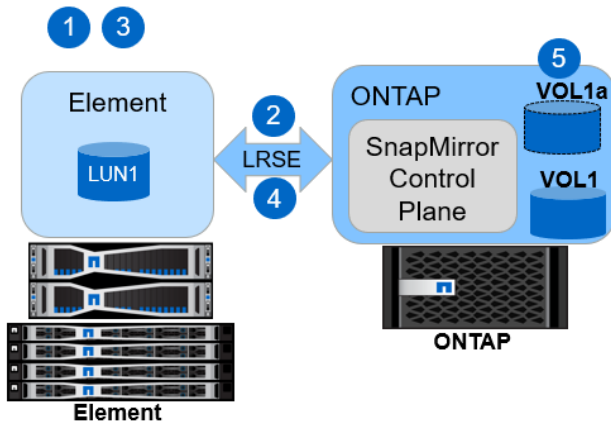 1 3
Element
LUN1
2
LRSE
4
ONTAP
SnapMirror
Control
Plane
5
VOL1a
VOL1
Element
ONTAP